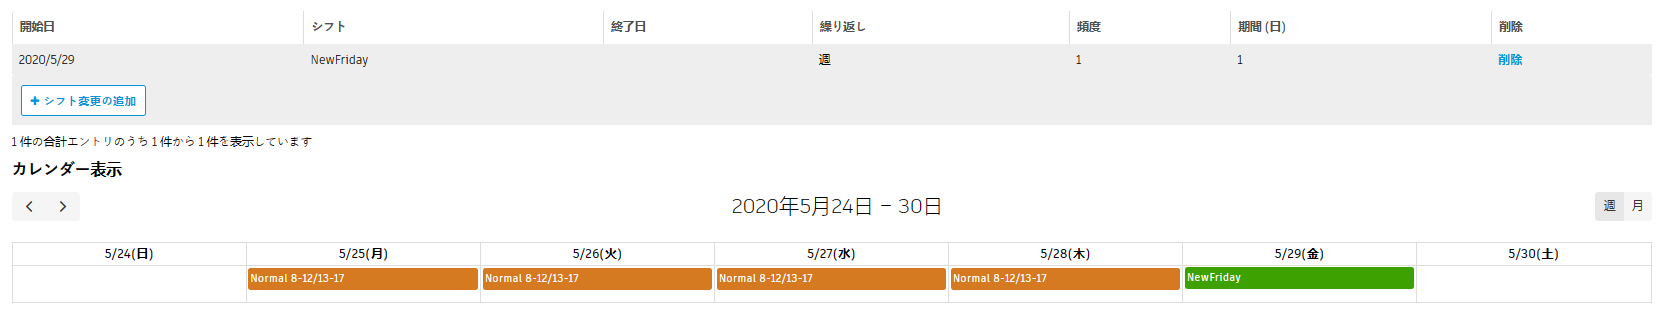 開始日 シフト 終了日 繰り返し 頻度 期間 (日) 削除
2020/5/29 NewFriday 週 1 1 削除
+ シフト変更の追加
1 件の合計エントリのうち 1 件から 1 件を表示しています
カレンダー表示
2020年5月24日 – 30日 週 月
5/24(日) 5/25(月) 5/26(火) 5/27(水) 5/28(木) 5/29(金) 5/30(土)
Normal 8-12/13-17 Normal 8-12/13-17 Normal 8-12/13-17 Normal 8-12/13-17 NewFriday